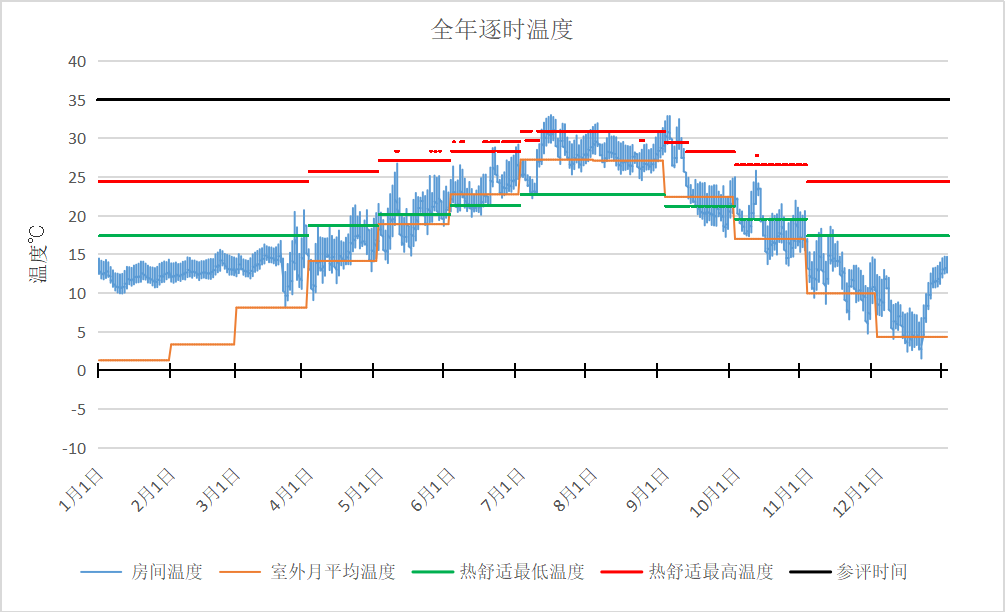 全年逐时温度
40
35
30
25
20
15
10
5
0
-5
-10
温度℃
1月1日
2月1日
3月1日
4月1日
5月1日
6月1日
7月1日
8月1日
9月1日
10月1日
11月1日
12月1日
房间温度 室外月平均温度 热舒适最低温度 热舒适最高温度 参评时间